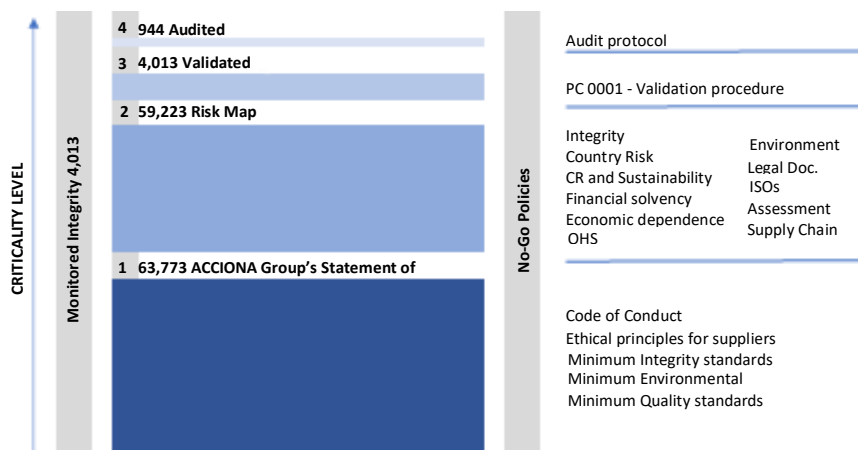 CRITICALITY LEVEL
Monitored Integrity 4,013
4 944 Audited
3 4,013 Validated
2 59,223 Risk Map
1 63,773 ACCIONA Group’s Statement of
No-Go Policies
Audit protocol
PC 0001 - Validation procedure
Integrity
Country Risk
CR and Sustainability
Financial solvency
Economic dependence
OHS
Environment
Legal Doc.
ISOs
Assessment
Supply Chain
Code of Conduct
Ethical principles for suppliers
Minimum Integrity standards
Minimum Environmental
Minimum Quality standards